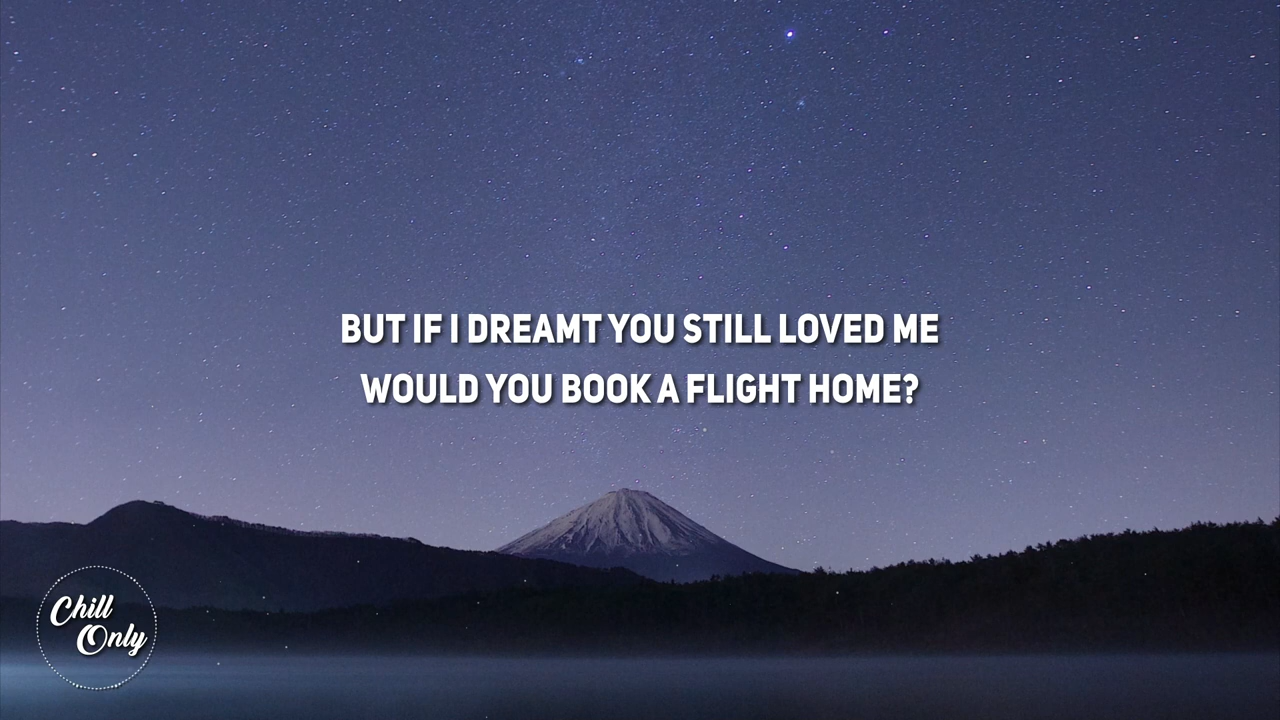 BUT IF I DREAMT YOU STILL LOVED ME
WOULD YOU BOOK A FLIGHT HOME?
Chill
Only